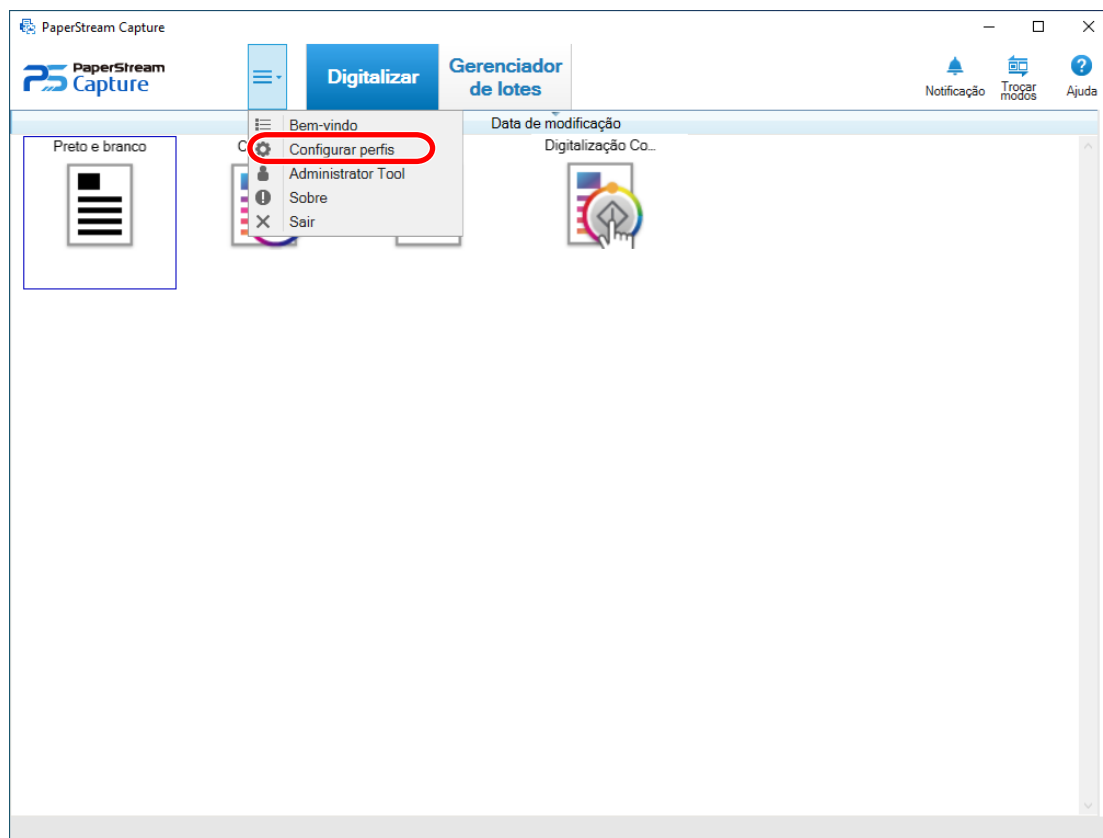 PaperStream Capture
PaperStream
Capture
Digitalizar
Gerenciador
de lotes
Notificação
Troçar
modos
Ajuda
Data de modificação
Bem-vindo
Configurar perfis
Administrator Tool
Sobre
Sair
Preto e branco
C
Digitalização Co...